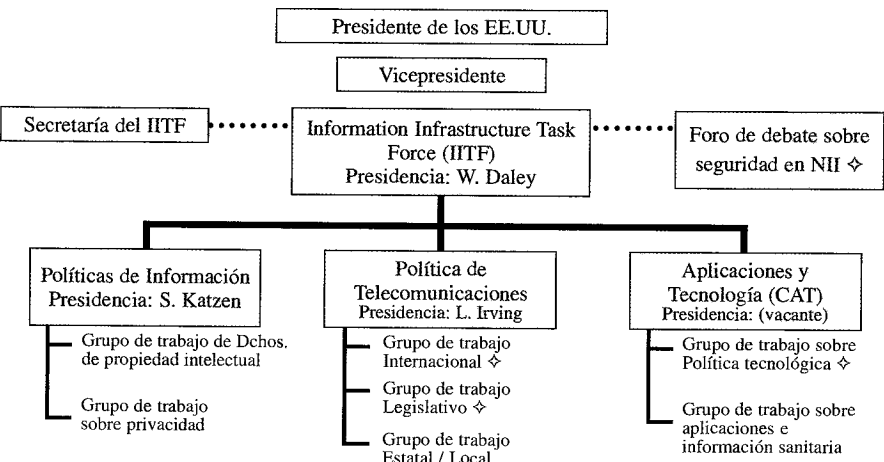 Presidente de los EE.UU.
Vicepresidente
Secretaría del IITF
Information Infrastructure Task
Force (IITF)
Presidencia: W. Daley
Foro de debate sobre
seguridad en NII ✧
Políticas de Información
Presidencia: S. Katzen
Grupo de trabajo de Dchos.
de propiedad intelectual
Grupo de trabajo
sobre privacidad
Política de
Telecomunicaciones
Presidencia: L. Irving
Grupo de trabajo
Internacional ✧
Grupo de trabajo
Legislativo ✧
Grupo de trabajo
Estatal / Local
Aplicaciones y
Tecnología (CAT)
Presidencia: (vacante)
Grupo de trabajo sobre
Política tecnológica ✧
Grupo de trabajo sobre
aplicaciones e
información sanitaria